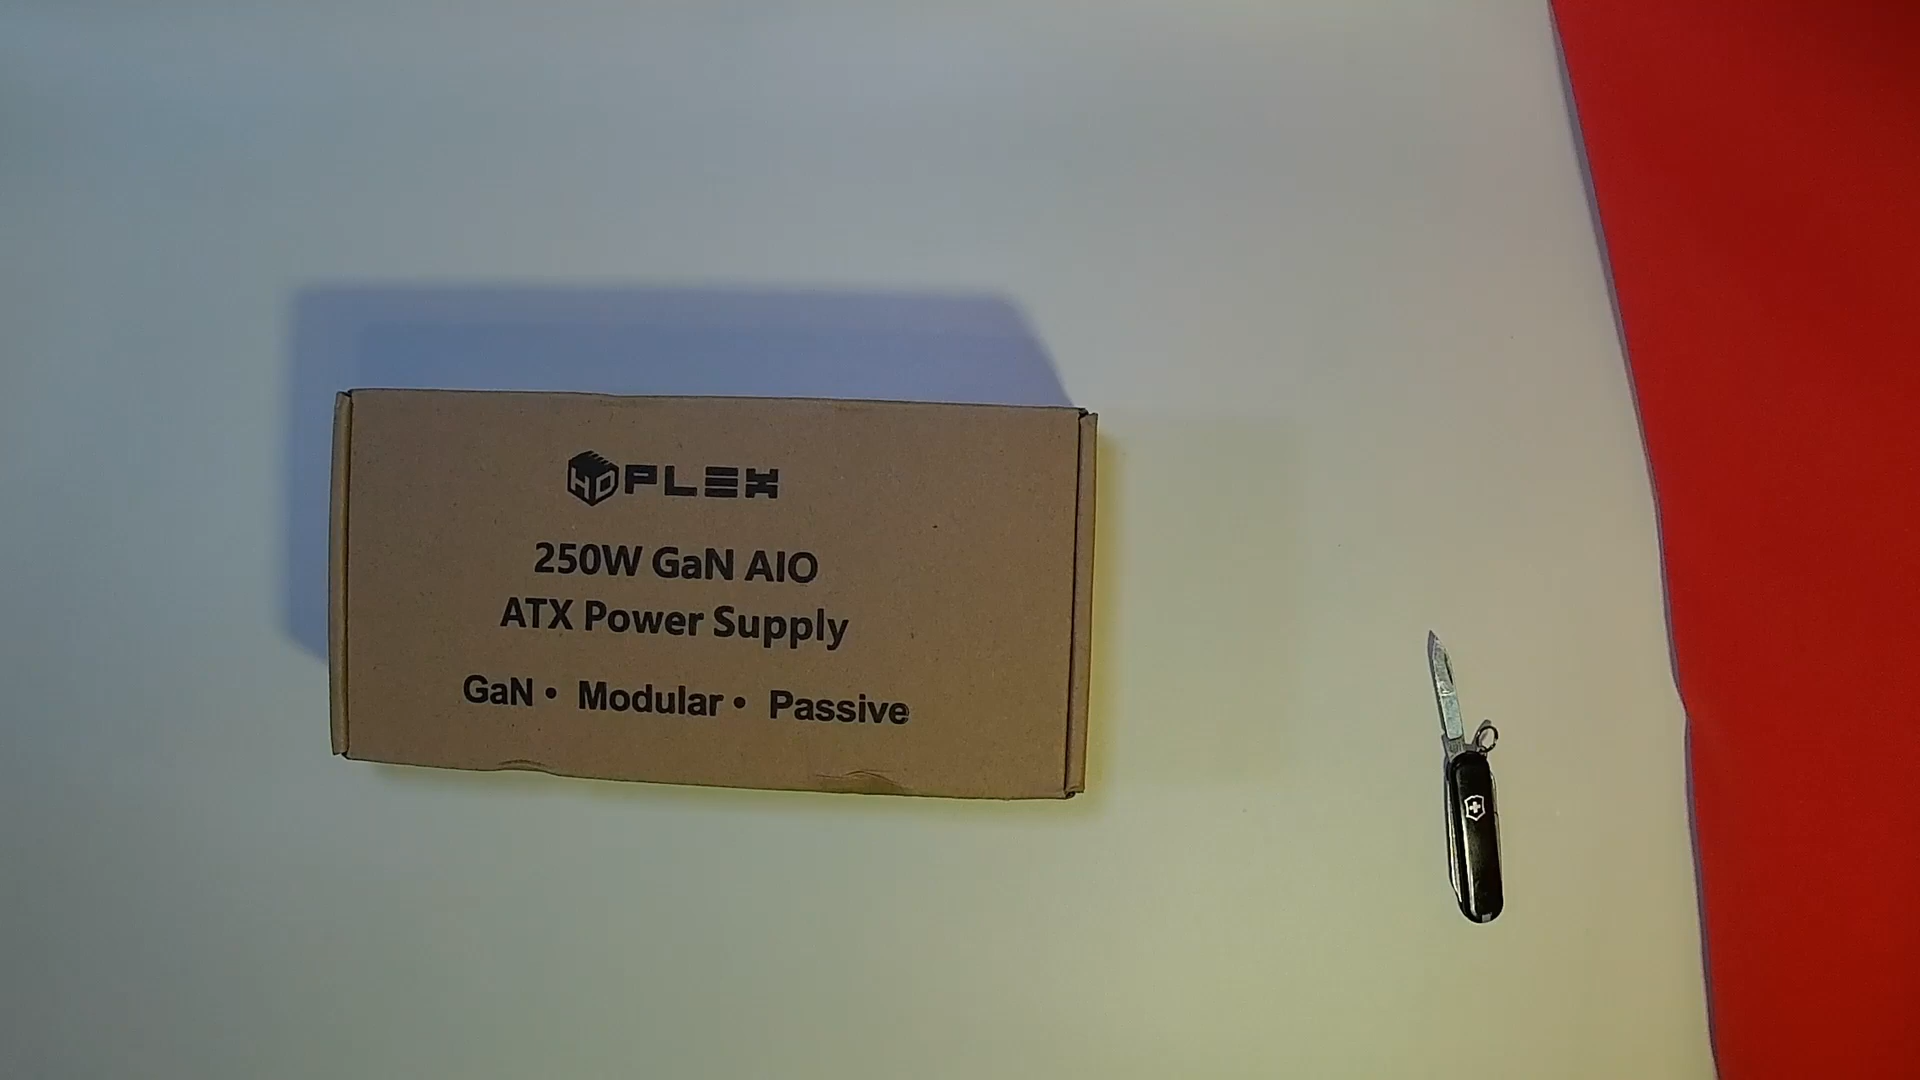 HDPLEX
250W GaN AIO
ATX Power Supply
GaN • Modular • Passive